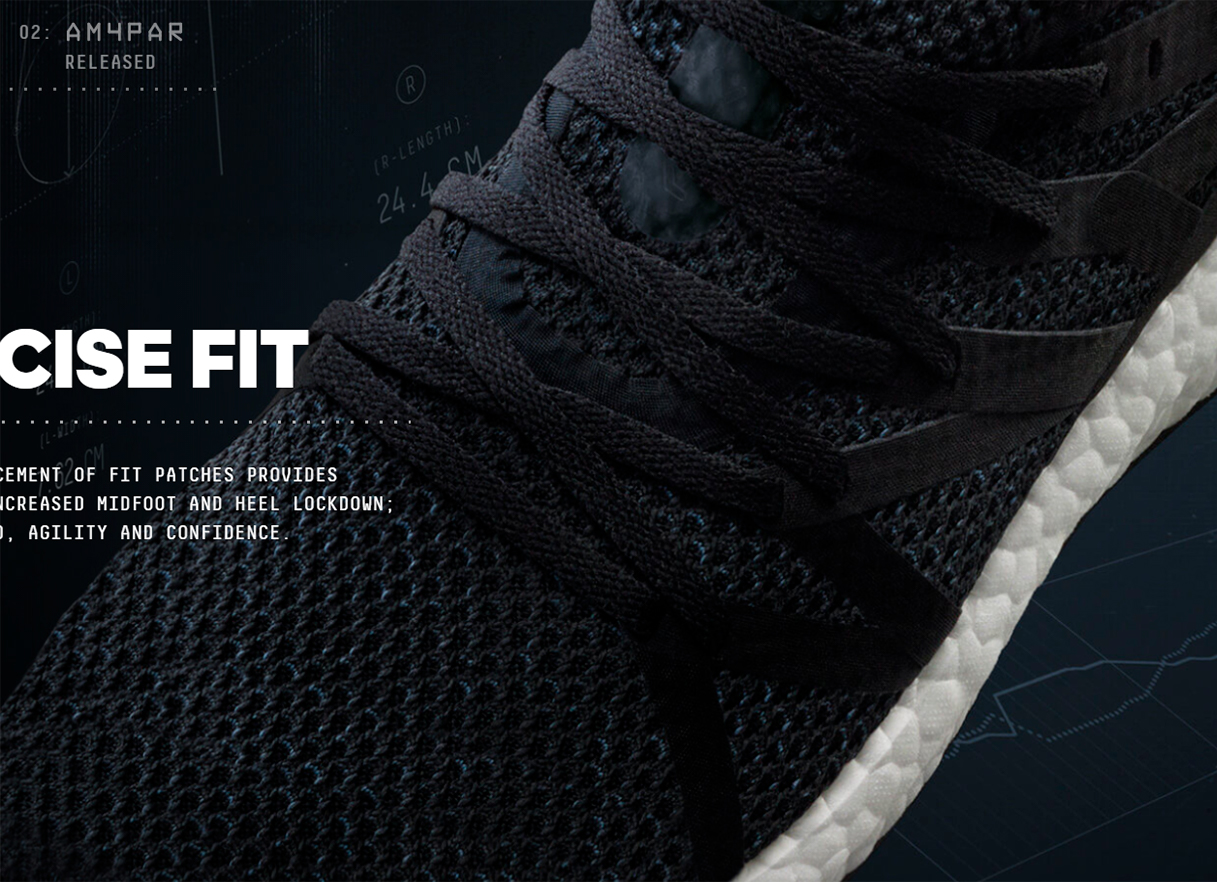 02: AM4PAR
RELEASED
R
(R-LENGTH):
24.4 CM
L
CISE FIT
CEMENT OF FIT PATCHES PROVIDES
NCREASED MIDFOOT AND HEEL LOCKDOWN;
, AGILITY AND CONFIDENCE.